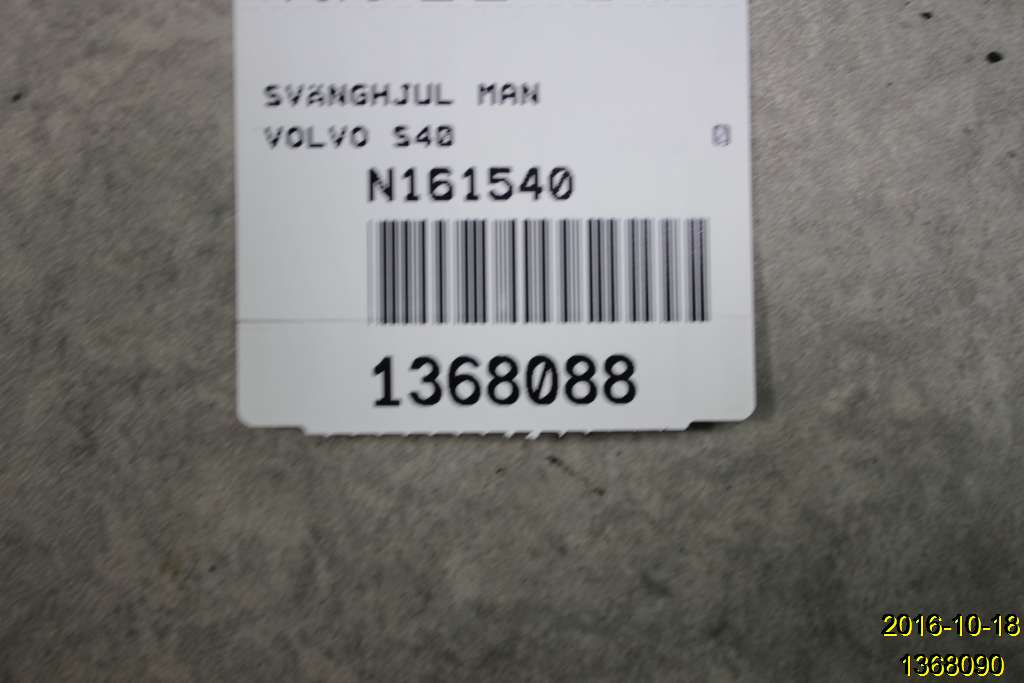 SVÄNGHJUL MAN
VOLVO S40 0
N161540
1368088
2016-10-18
1368090